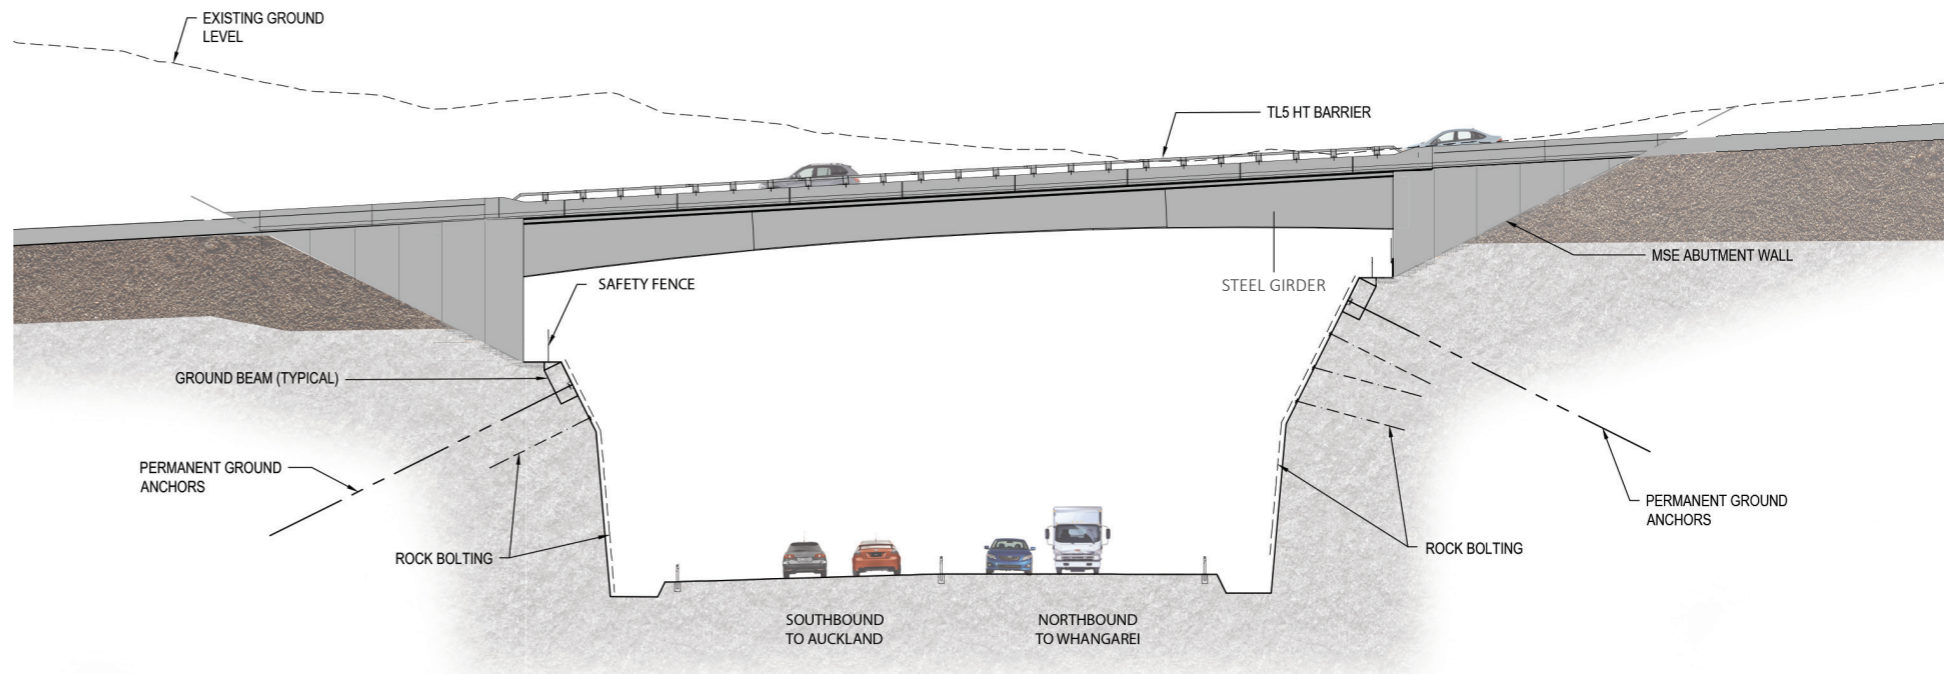 EXISTING GROUND
LEVEL
TL5 HT BARRIER
MSE ABUTMENT WALL
SAFETY FENCE
STEEL GIRDER
GROUND BEAM (TYPICAL)
PERMANENT GROUND
ANCHORS
PERMANENT GROUND
ANCHORS
ROCK BOLTING
ROCK BOLTING
SOUTHBOUND
TO AUCKLAND
NORTHBOUND
TO WHANGAREI